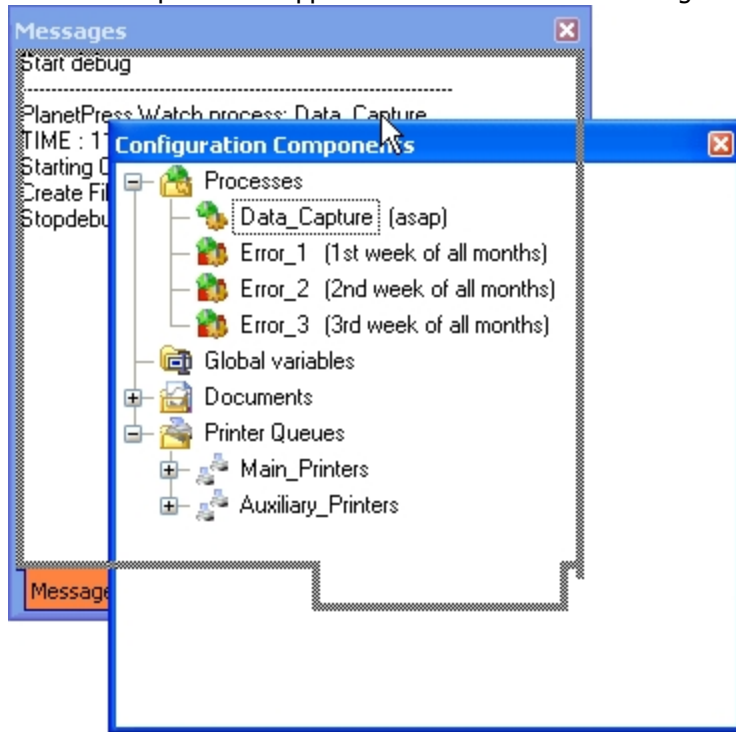 Messages
Start debug
PlanetPress Watch process: Data_Capture
TIME : 1
Starting
Create Fil
Stopdebu
Message
Configuration Components
Processes
Data_Capture (asap)
Error_1 (1st week of all months)
Error_2 (2nd week of all months)
Error_3 (3rd week of all months)
Global variables
Documents
Printer Queues
Main_Printers
Auxiliary_Printers